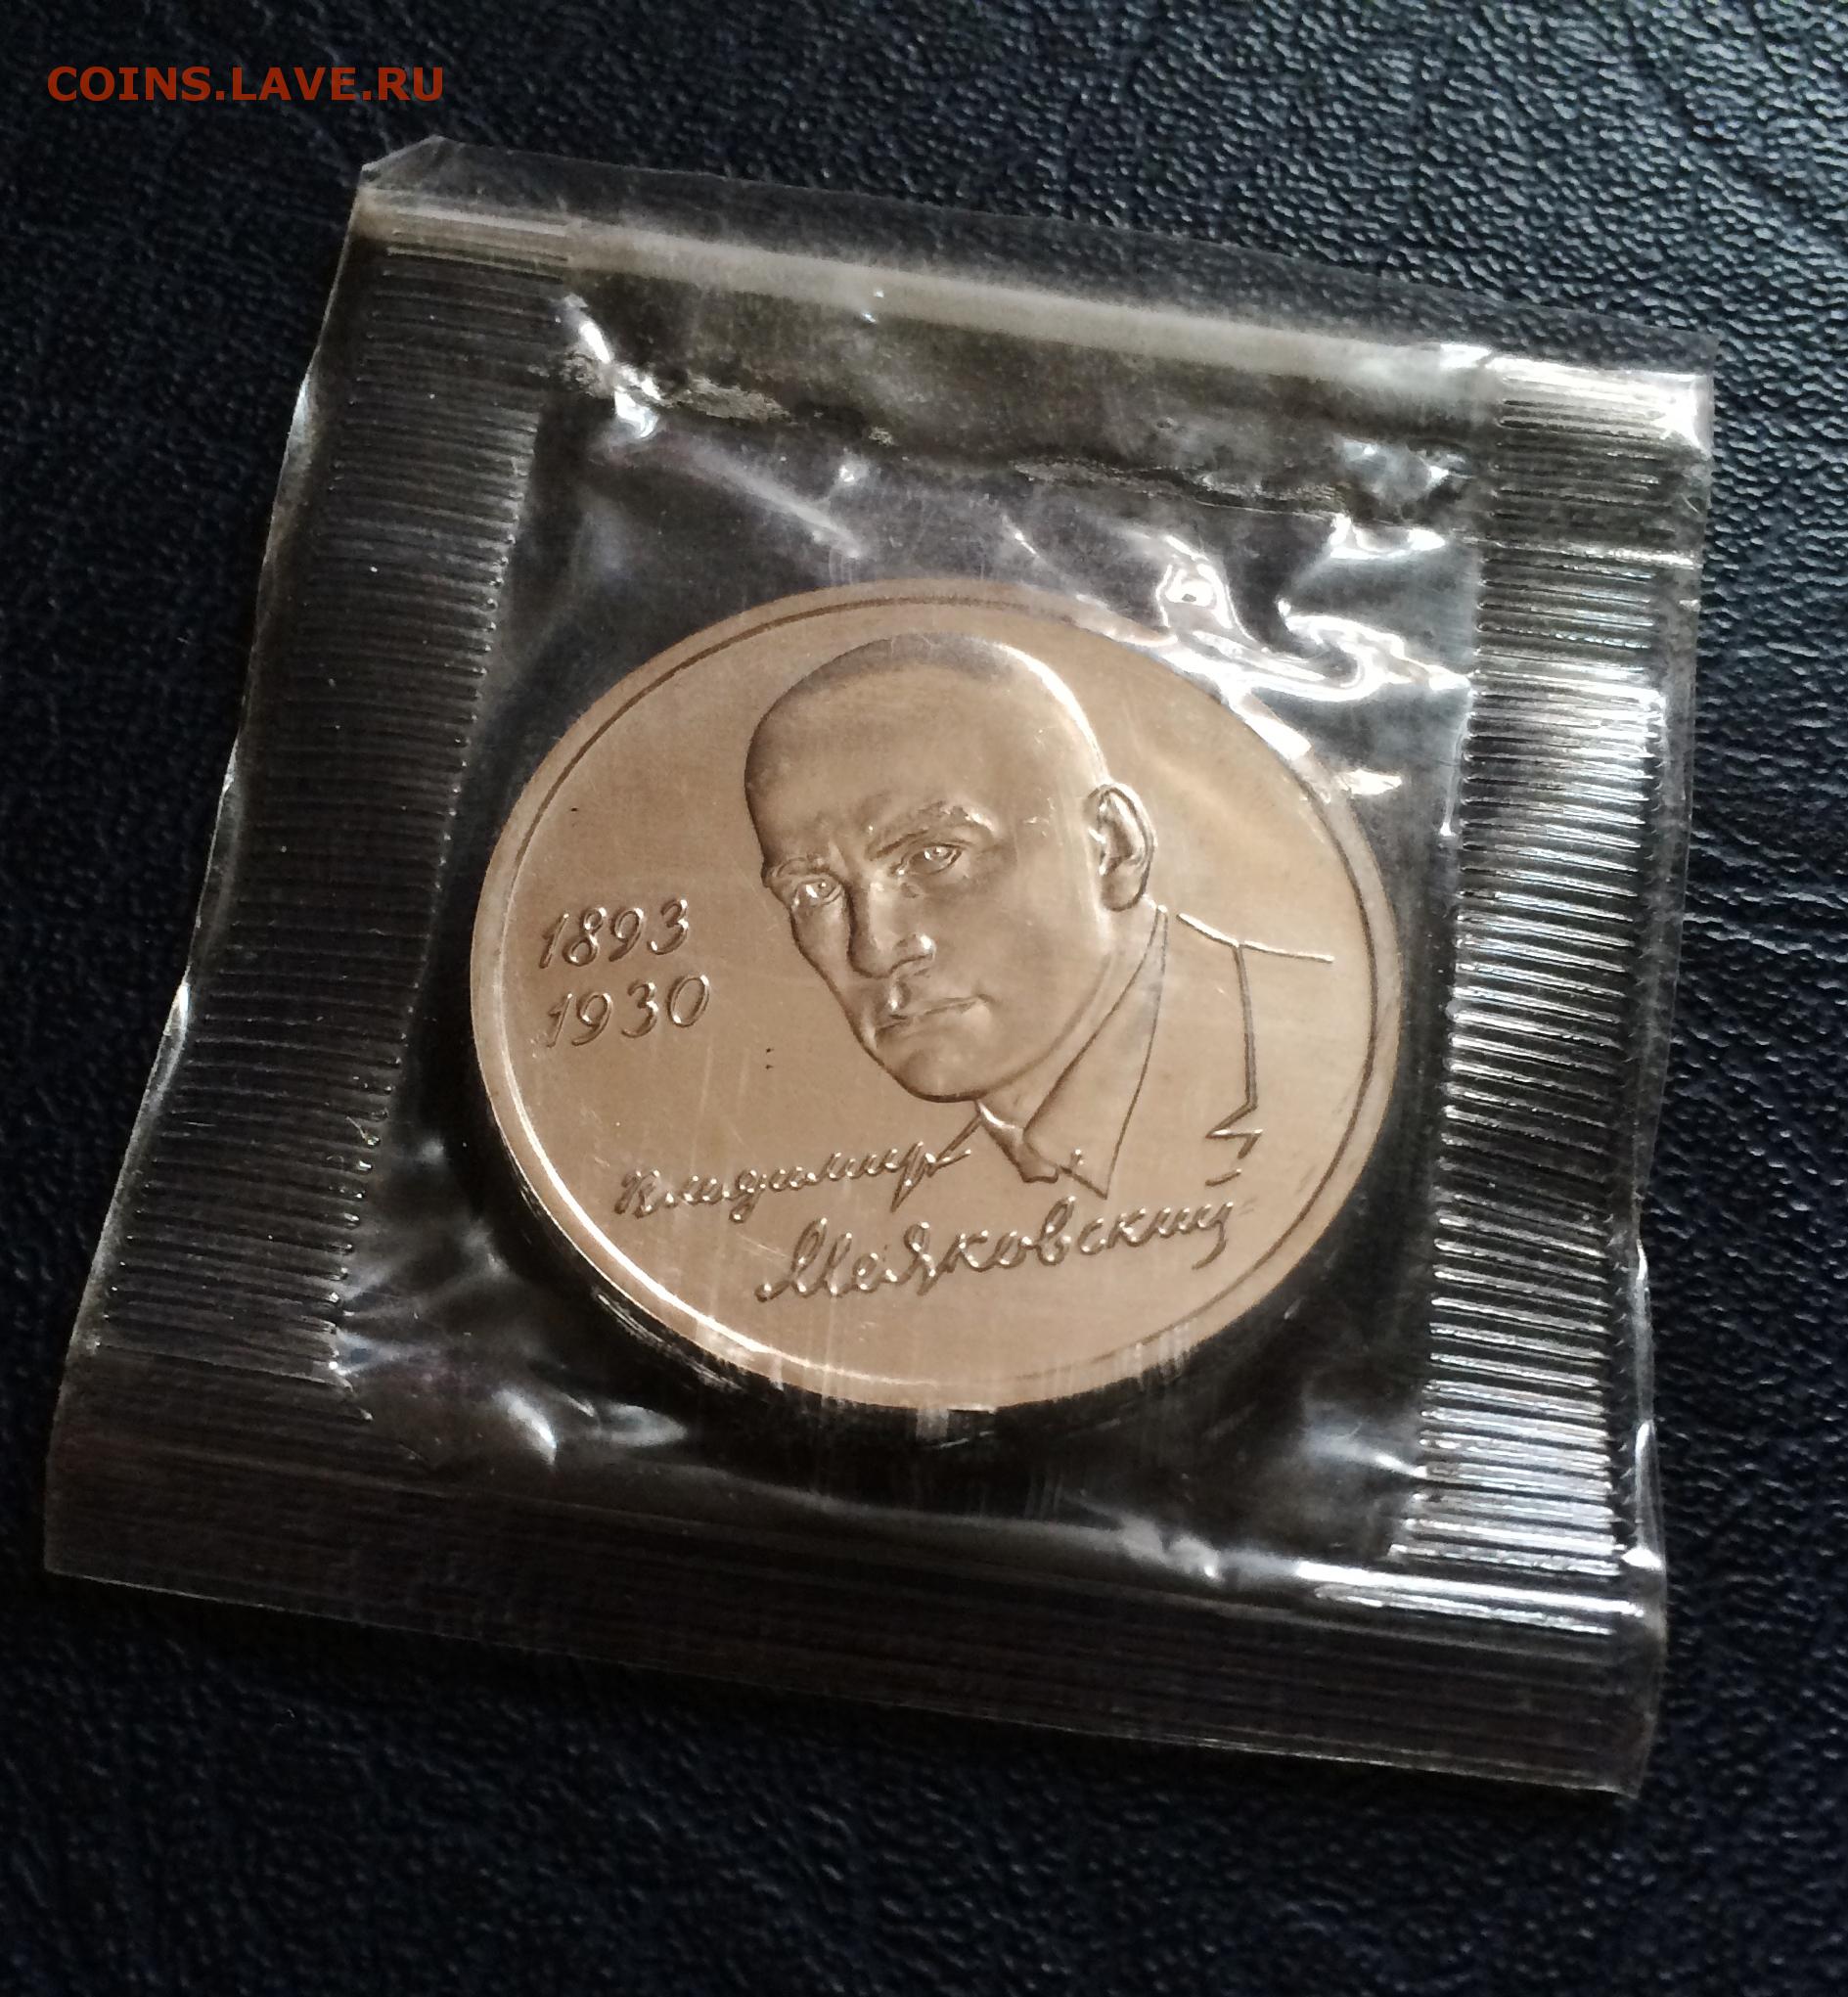 COINS.LAVE.RU
1893
1930
Владимир
Маяковский